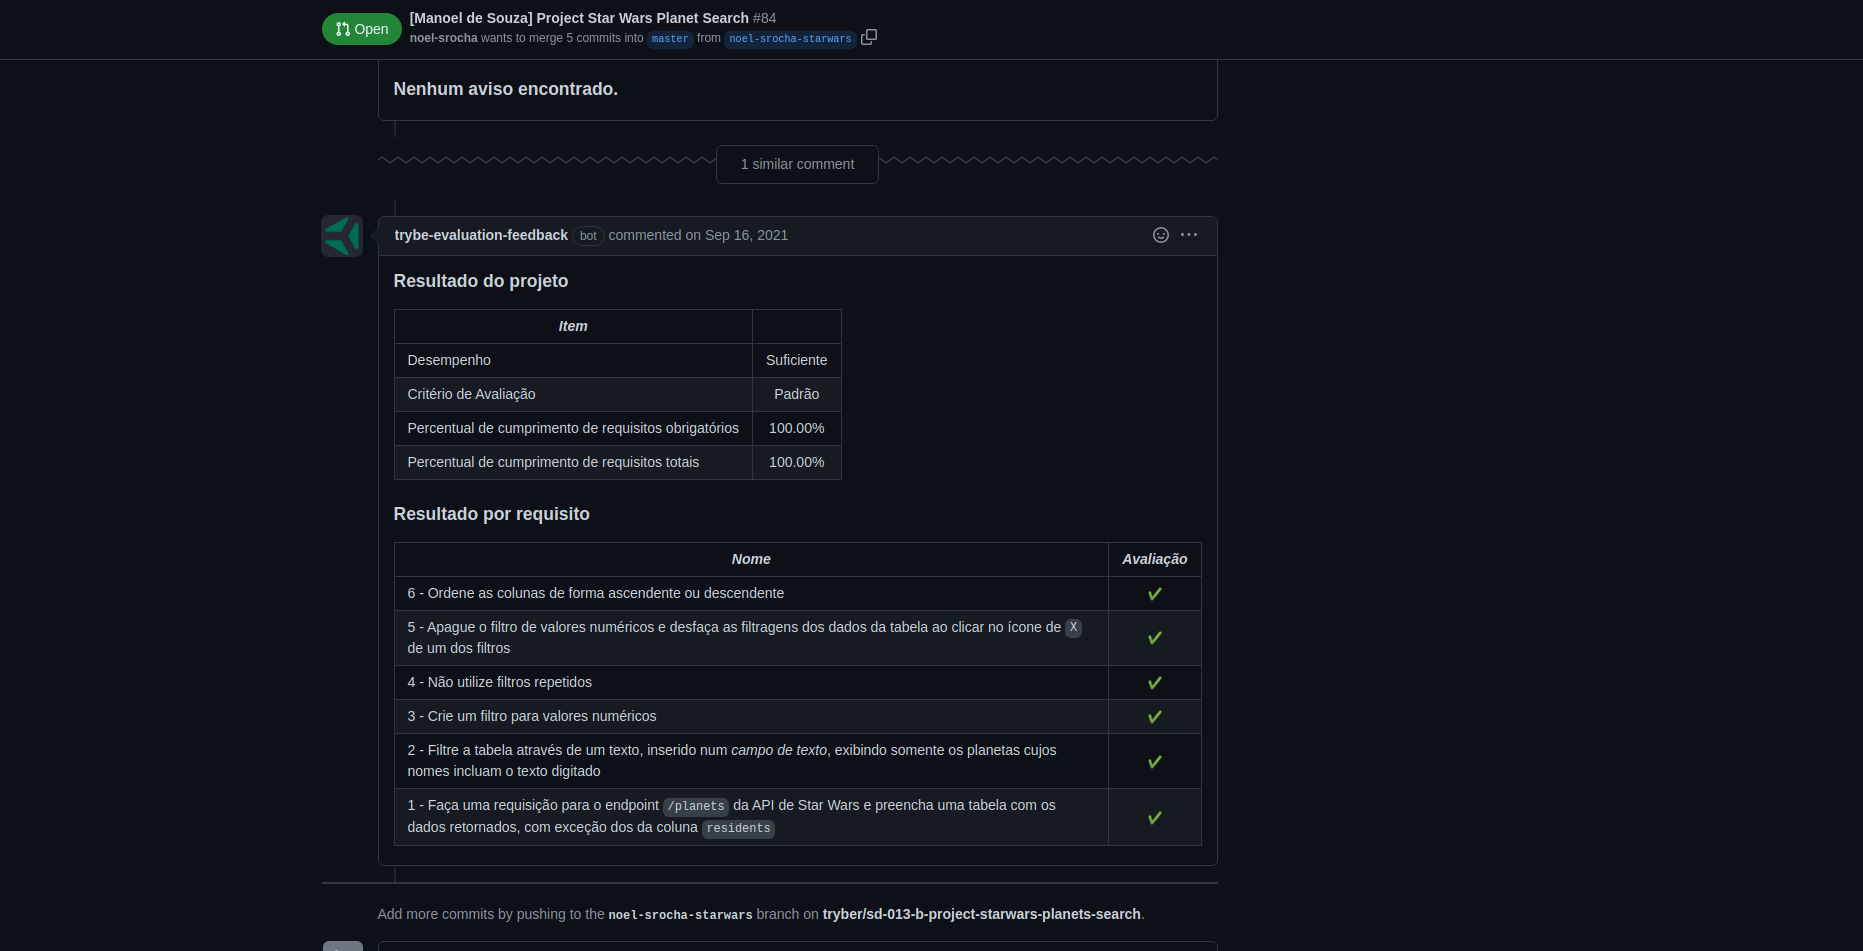 Open
[Manoel de Souza] Project Star Wars Planet Search #84
noel-srocha wants to merge 5 commits into master from noel-srocha-starwars
Nenhum aviso encontrado.
1 similar comment
trybe-evaluation-feedback bot commented on Sep 16, 2021
Resultado do projeto
Item
Desempenho Suficiente
Critério de Avaliação Padrão
Percentual de cumprimento de requisitos obrigatórios 100.00%
Percentual de cumprimento de requisitos totais 100.00%
Resultado por requisito
Nome Avaliação
6 - Ordene as colunas de forma ascendente ou descendente ✔
5 - Apague o filtro de valores numéricos e desfaça as filtragens dos dados da tabela ao clicar no ícone de X
de um dos filtros ✔
4 - Não utilize filtros repetidos ✔
3 - Crie um filtro para valores numéricos ✔
2 - Filtre a tabela através de um texto, inserido num campo de texto, exibindo somente os planetas cujos
nomes incluam o texto digitado ✔
1 - Faça uma requisição para o endpoint /planets da API de Star Wars e preencha uma tabela com os
dados retornados, com exceção dos da coluna residents ✔
Add more commits by pushing to the noel-srocha-starwars branch on tryber/sd-013-b-project-starwars-planets-search.